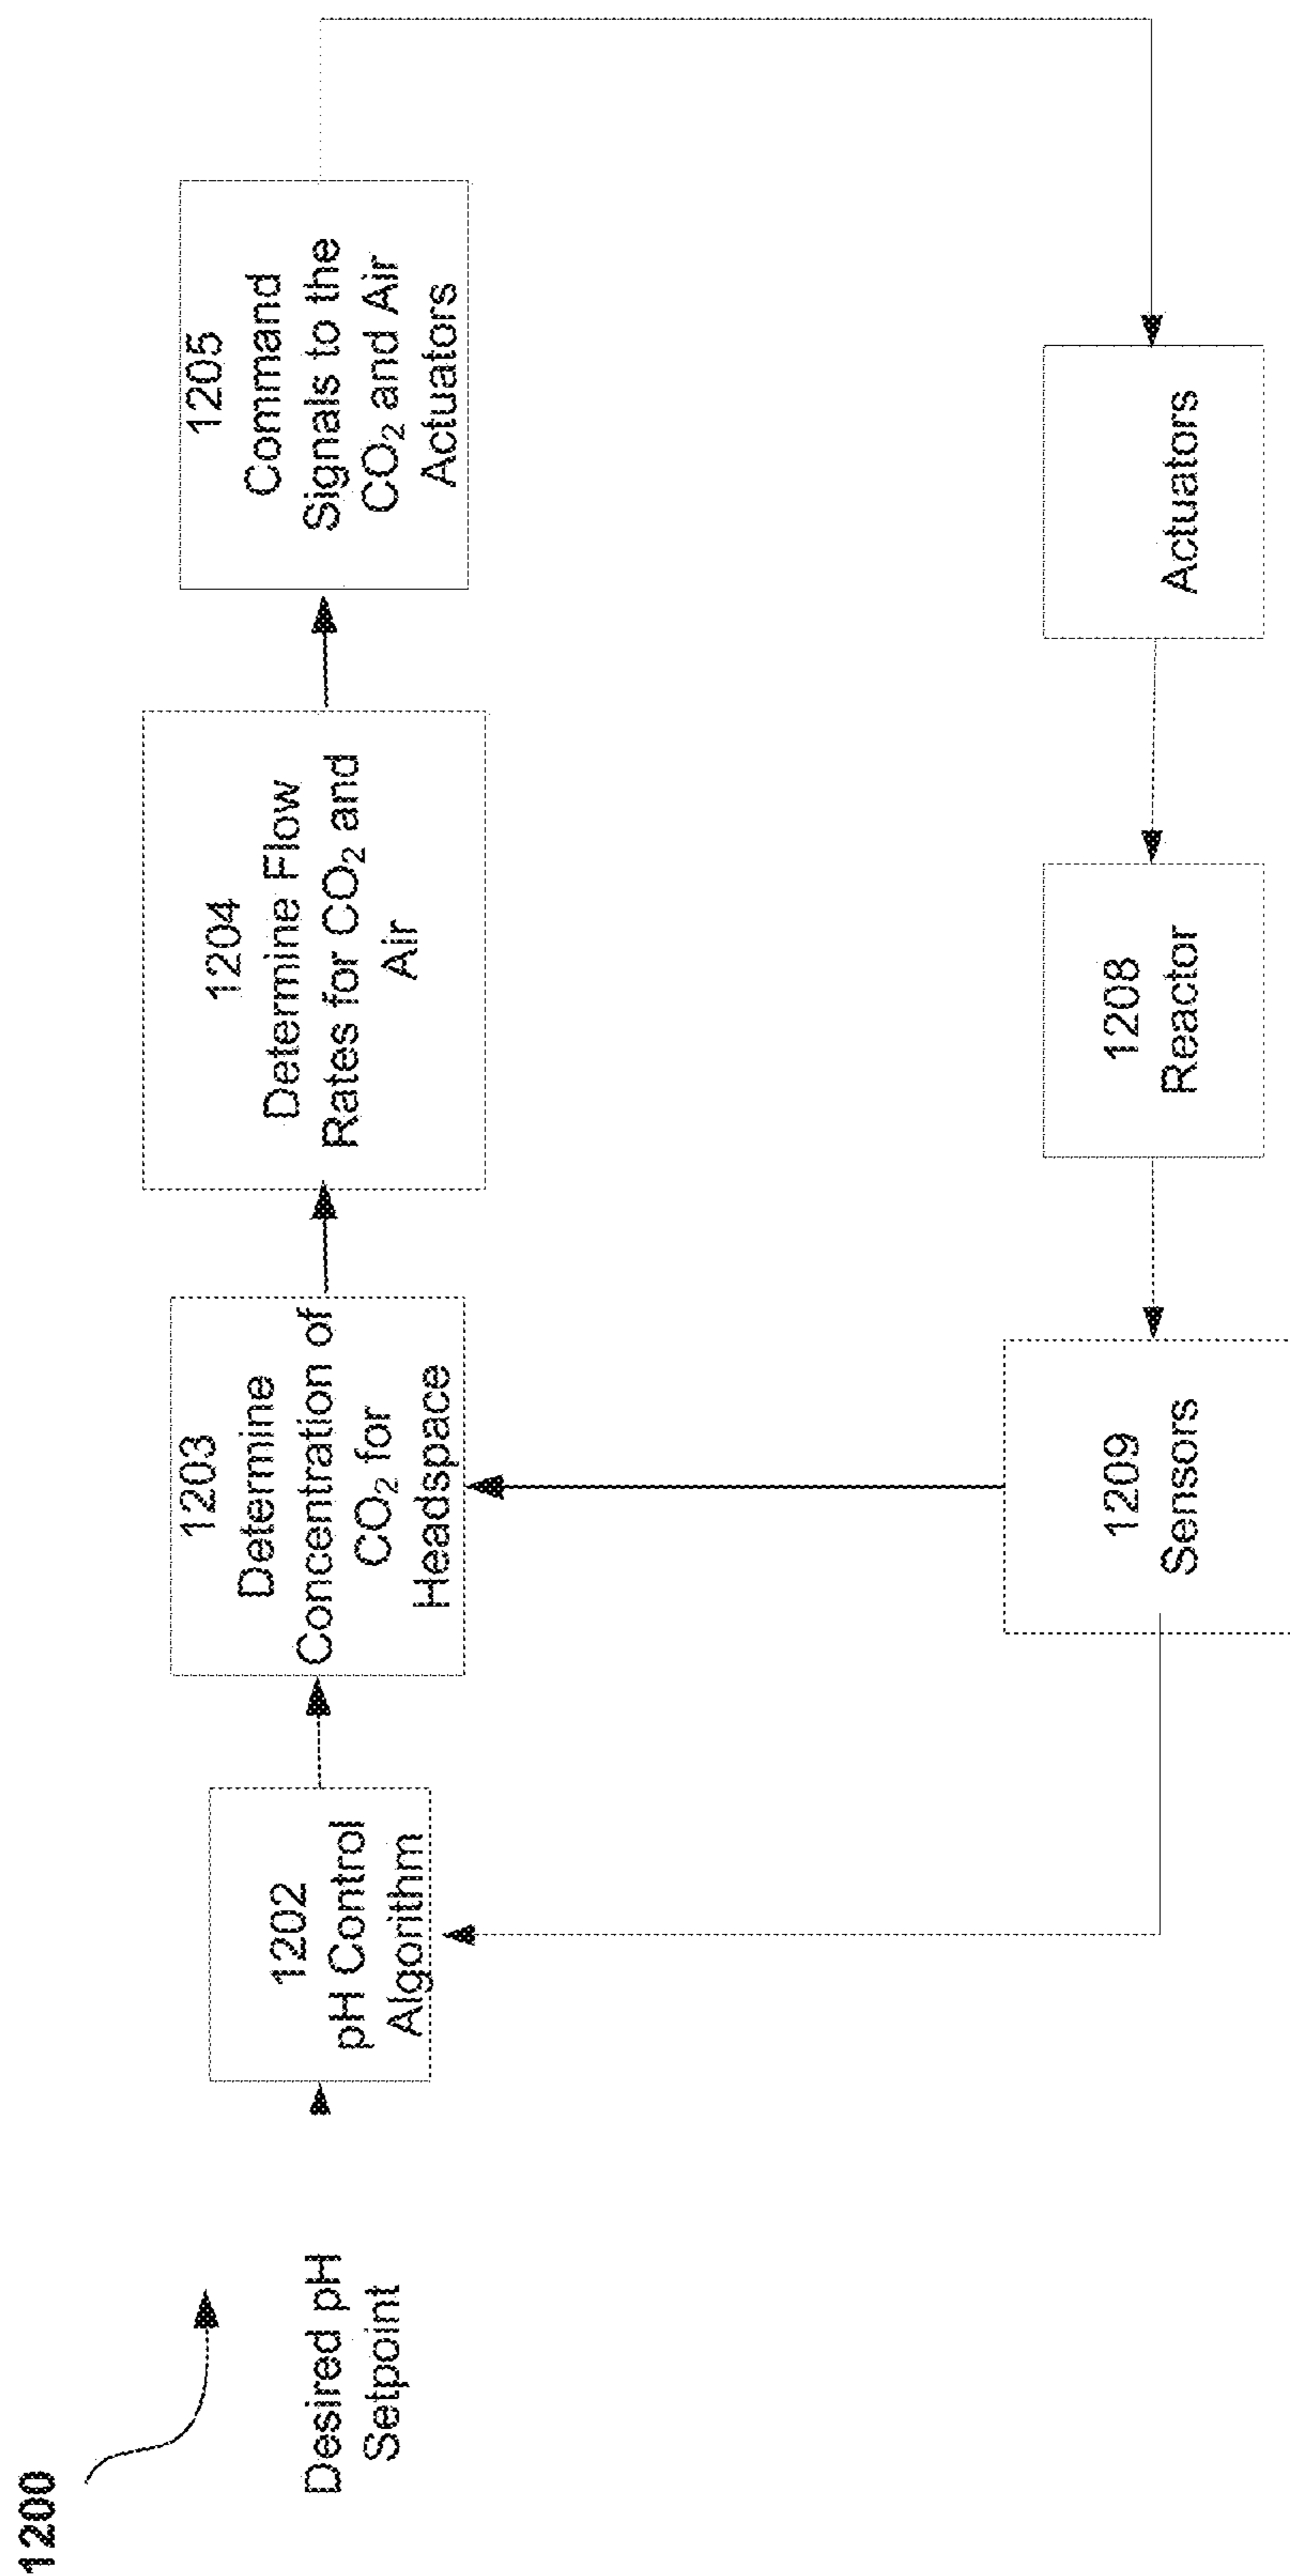 1200
Desired pH
Setpoint
1202
pH Control
Algorithm
1203
Determine
Concentration of
CO₂ for
Headspace
1204
Determine Flow
Rates for CO₂ and
Air
1205
Command
Signals to the
CO₂ and Air
Actuators
Actuators
1208
Reactor
1209
Sensors